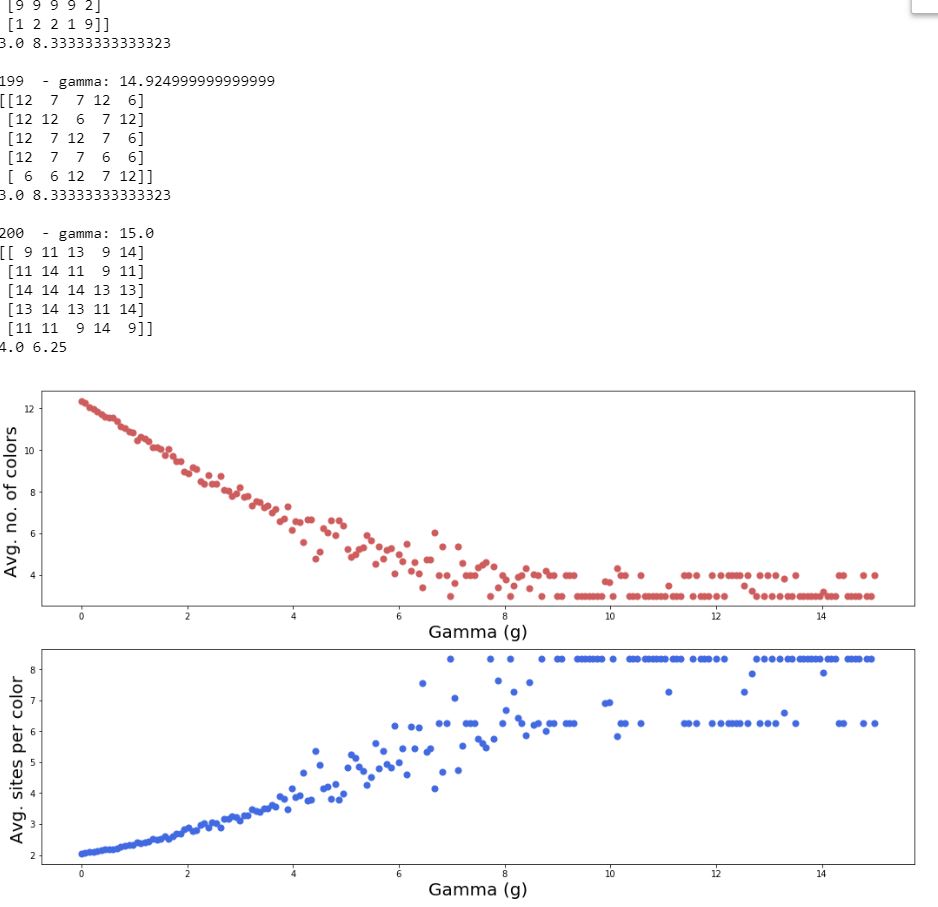 [9 9 9 9 2]
[1 2 2 1 9]]
3.0 8.33333333333323
199  - gamma: 14.924999999999999
[[12  7  7 12  6]
[12 12  6  7 12]
[12  7 12  7  6]
[12  7  7  6  6]
[ 6  6 12  7 12]]
3.0 8.33333333333323
200  - gamma: 15.0
[[ 9 11 13  9 14]
[11 14 11  9 11]
[14 14 14 13 13]
[13 14 13 11 14]
[11 11  9 14  9]]
4.0 6.25
Avg. no. of colors
12
10
8
6
4
0 2 4 6 8 10 12 14
Gamma (g)
Avg. sites per color
8
7
6
5
4
3
2
0 2 4 6 8 10 12 14
Gamma (g)